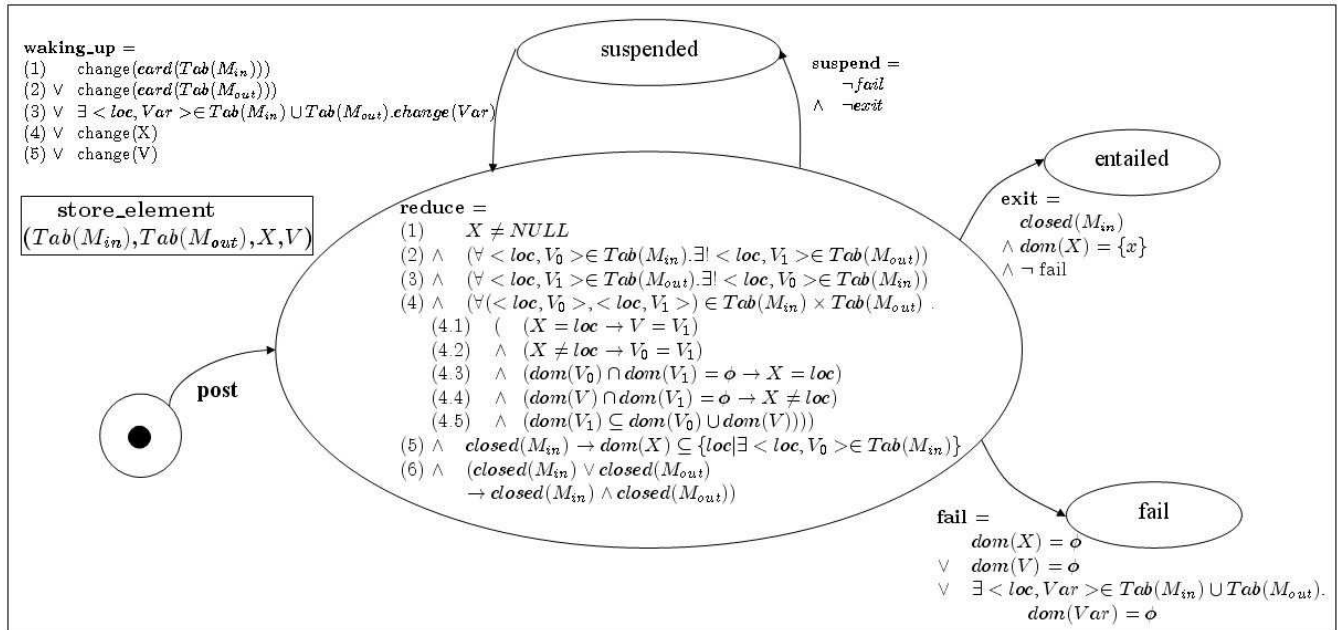 waking_up =
(1) change(card(Tab(M_in)))
(2) ∨ change(card(Tab(M_out)))
(3) ∨ ∃ < loc, Var >∈ Tab(M_in) ∪ Tab(M_out).change(Var)
(4) ∨ change(X)
(5) ∨ change(V)
suspended
suspend =
¬fail
∧ ¬exit
entailed
exit =
closed(M_in)
∧ dom(X) = {x}
∧ ¬ fail
store_element
(Tab(M_in),Tab(M_out),X,V)
reduce =
(1) X ≠ NULL
(2) ∧ (∀ < loc, V_0 >∈ Tab(M_in).∃! < loc, V_1 >∈ Tab(M_out))
(3) ∧ (∀ < loc, V_1 >∈ Tab(M_out).∃! < loc, V_0 >∈ Tab(M_in))
(4) ∧ (∀(< loc, V_0 >, < loc, V_1 >) ∈ Tab(M_in) × Tab(M_out) .
(4.1) ( (X = loc → V = V_1)
(4.2) ∧ (X ≠ loc → V_0 = V_1)
(4.3) ∧ (dom(V_0) ∩ dom(V_1) = ϕ → X = loc)
(4.4) ∧ (dom(V) ∩ dom(V_1) = ϕ → X ≠ loc)
(4.5) ∧ (dom(V_1) ⊆ dom(V_0) ∪ dom(V))))
(5) ∧ closed(M_in) → dom(X) ⊆ {loc|∃ < loc, V_0 >∈ Tab(M_in)}
(6) ∧ (closed(M_in) ∨ closed(M_out)
→ closed(M_in) ∧ closed(M_out))
post
fail
fail =
dom(X) = ϕ
∨ dom(V) = ϕ
∨ ∃ < loc, Var >∈ Tab(M_in) ∪ Tab(M_out).
dom(Var) = ϕ